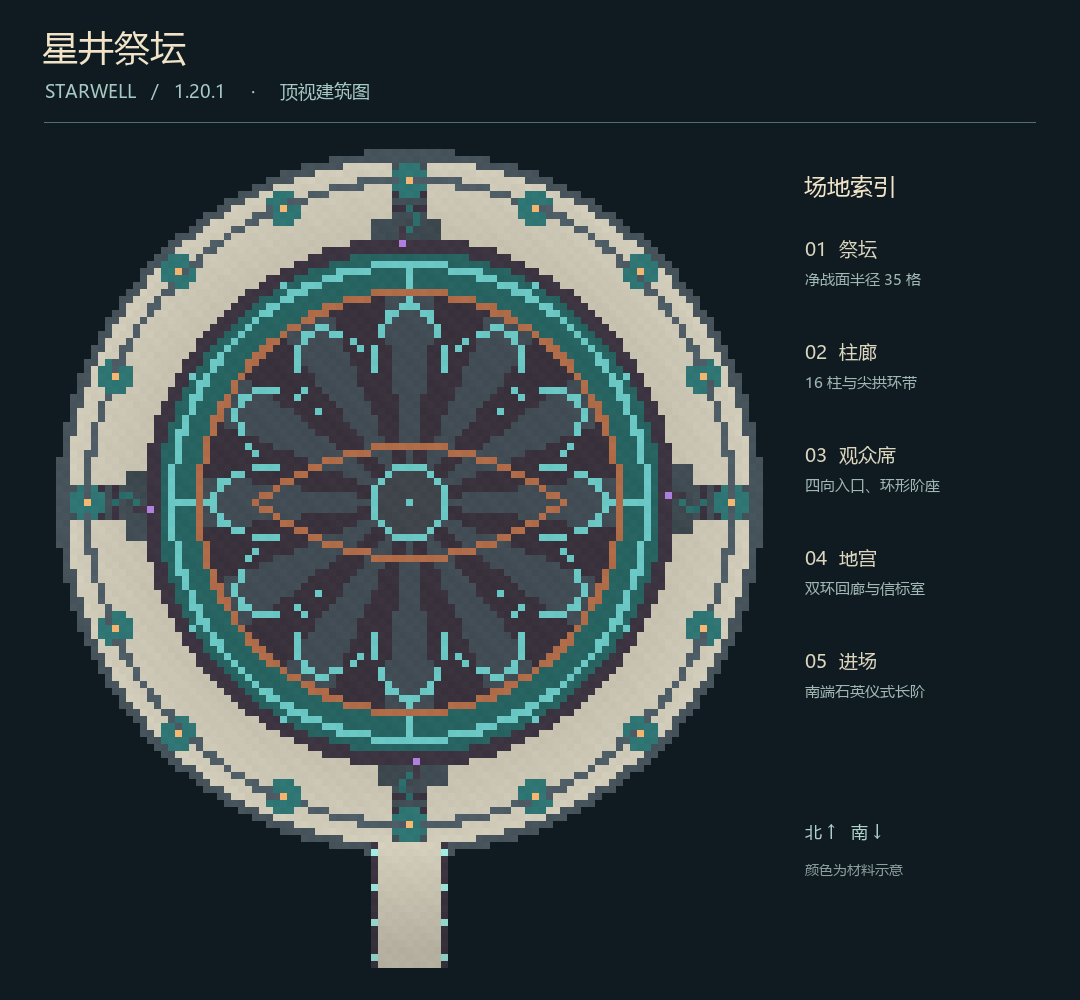 星井祭坛
STARWELL / 1.20.1 · 顶视建筑图
场地索引
01 祭坛
净战面半径 35 格
02 柱廊
16 柱与尖拱环带
03 观众席
四向入口、环形阶座
04 地宫
双环回廊与信标室
05 进场
南端石英仪式长阶
北↑ 南↓
颜色为材料示意